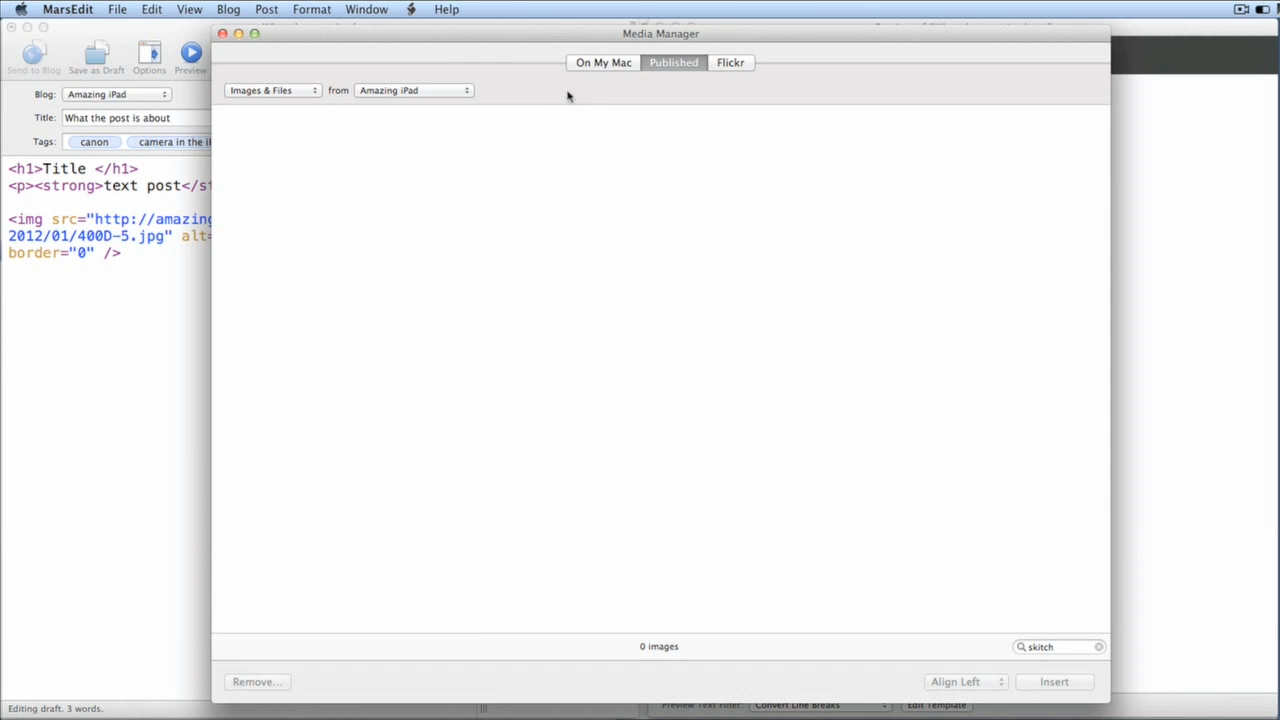 MarsEdit File Edit View Blog Post Format Window Help
Media Manager
Send to Blog Save as Draft Options Preview
On My Mac Published Flickr
Blog: Amazing iPad
Images & Files from Amazing iPad
Title: What the post is about
Tags: canon camera in the
<h1>Title </h1>
<p><strong>text post</st
<img src="http://amazing
2012/01/400D-5.jpg" alt=
border="0" />
0 images
skitch
Remove... Align Left Insert
Editing draft. 3 words.
Preview Text Filter: Convert Line Breaks Edit Template